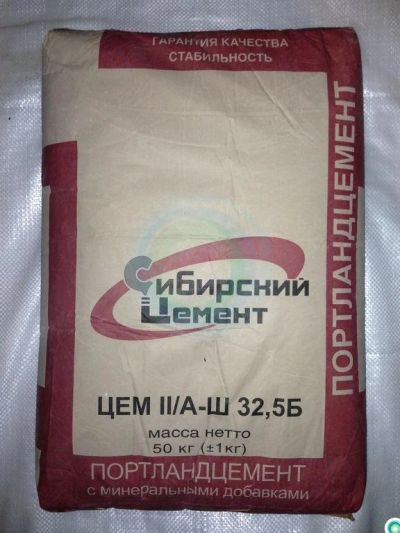 ГАРАНТИЯ КАЧЕСТВА
СТАБИЛЬНОСТЬ
ПОРТЛАНДЦЕМЕНТ
Сибирский
Цемент
ЦЕМ II/А-Ш 32,5Б
масса нетто
50 кг (±1кг)
ПОРТЛАНДЦЕМЕНТ
с минеральными добавками